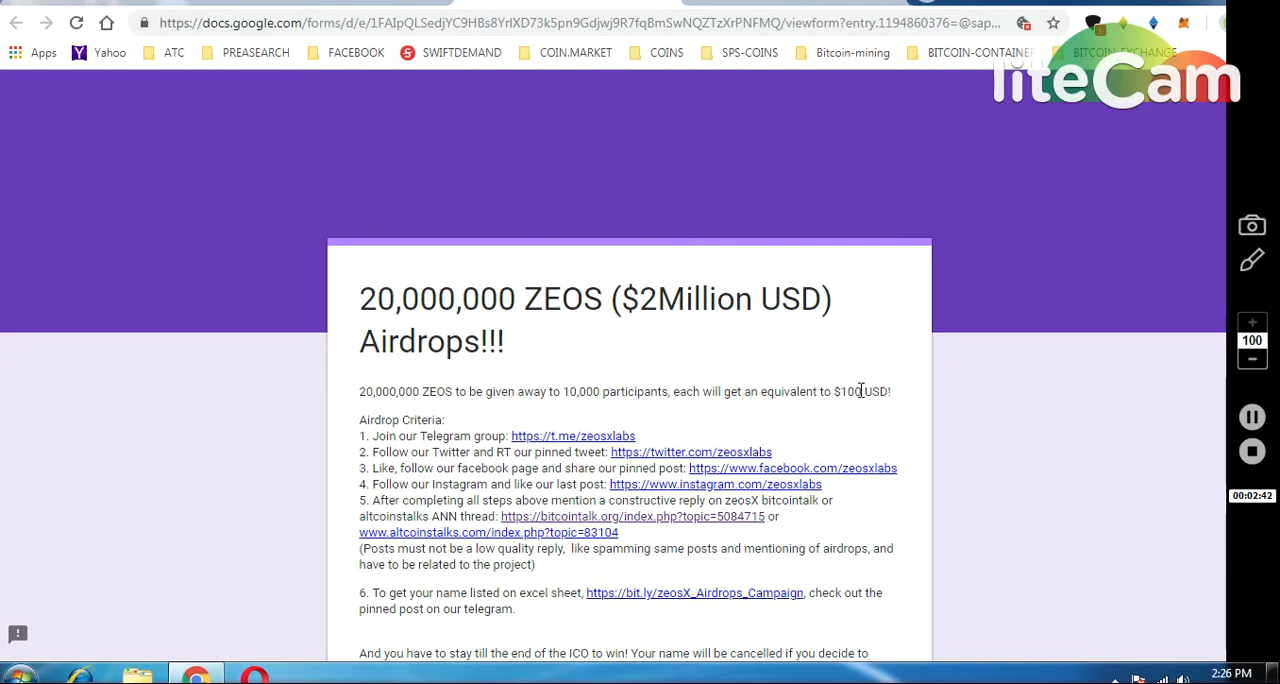 https://docs.google.com/forms/d/e/1FAIpQLSedjYC9HBs8YrlXD73k5pn9Gdjwj9R7fqBmSwNQZTzXrPNFMQ/viewform?entry.1194860376=@sap...
Apps Yahoo ATC PREASEARCH FACEBOOK SWIFTDEMAND COIN.MARKET COINS SPS-COINS Bitcoin-mining BITCOIN-CONTAINER BITCOIN-EXCHANGE
liteCam
20,000,000 ZEOS ($2Million USD)
Airdrops!!!
20,000,000 ZEOS to be given away to 10,000 participants, each will get an equivalent to $100 USD!
Airdrop Criteria:
1. Join our Telegram group: https://t.me/zeosxlabs
2. Follow our Twitter and RT our pinned tweet: https://twitter.com/zeosxlabs
3. Like, follow our facebook page and share our pinned post: https://www.facebook.com/zeosxlabs
4. Follow our Instagram and like our last post: https://www.instagram.com/zeosxlabs
5. After completing all steps above mention a constructive reply on zeosX bitcointalk or
altcoinstalks ANN thread: https://bitcointalk.org/index.php?topic=5084715 or
www.altcoinstalks.com/index.php?topic=83104
(Posts must not be a low quality reply, like spamming same posts and mentioning of airdrops, and
have to be related to the project)
6. To get your name listed on excel sheet, https://bit.ly/zeosX_Airdrops_Campaign, check out the
pinned post on our telegram.
And you have to stay till the end of the ICO to win! Your name will be cancelled if you decide to
100
00:02:42
2:26 PM